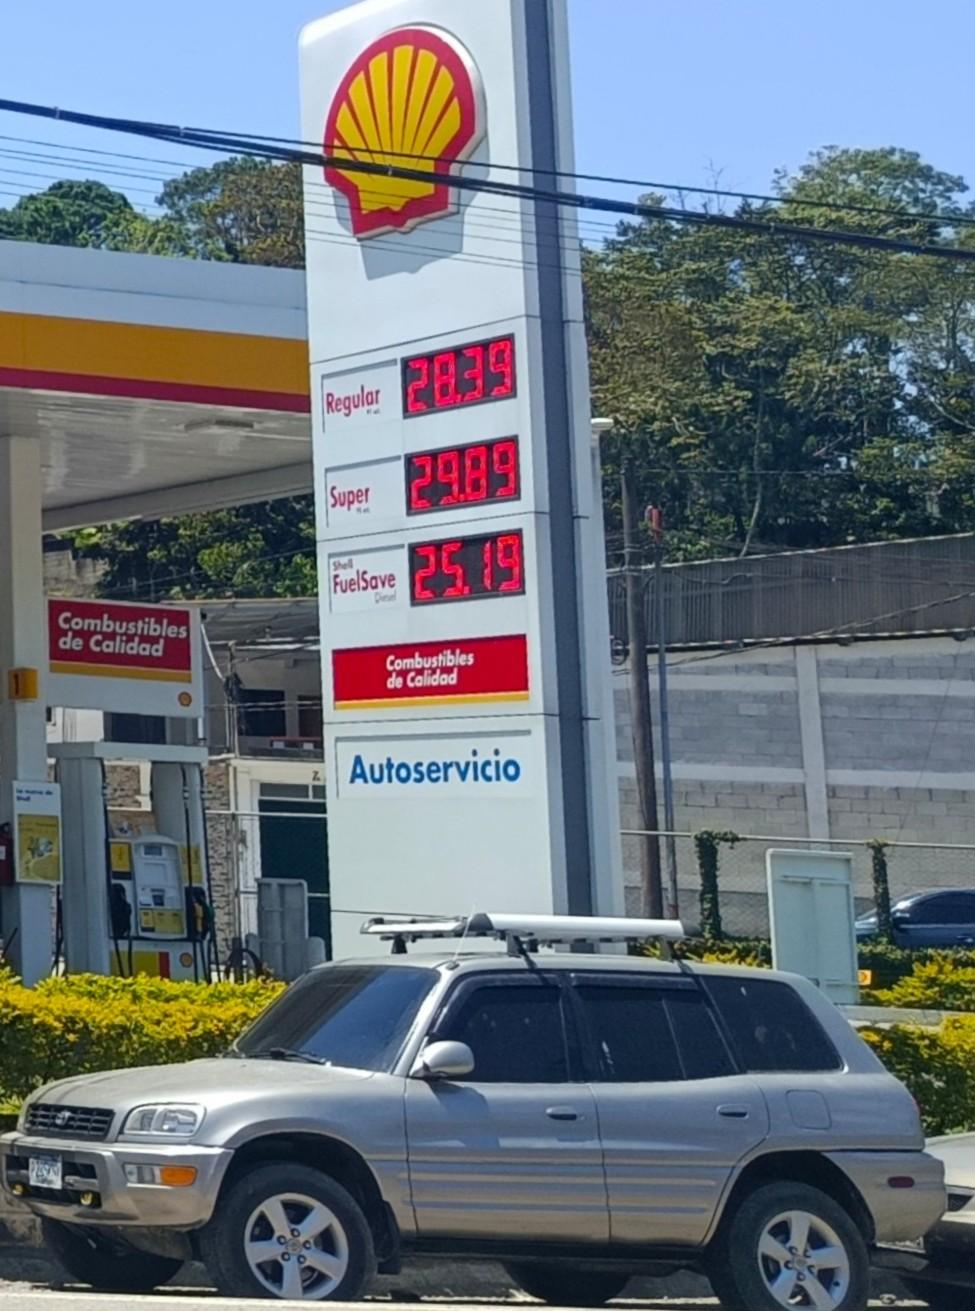 Regular
28.39
Super
29.89
Shell
FuelSave
Diesel
25.19
Combustibles
de Calidad
Autoservicio
Combustibles
de Calidad
1